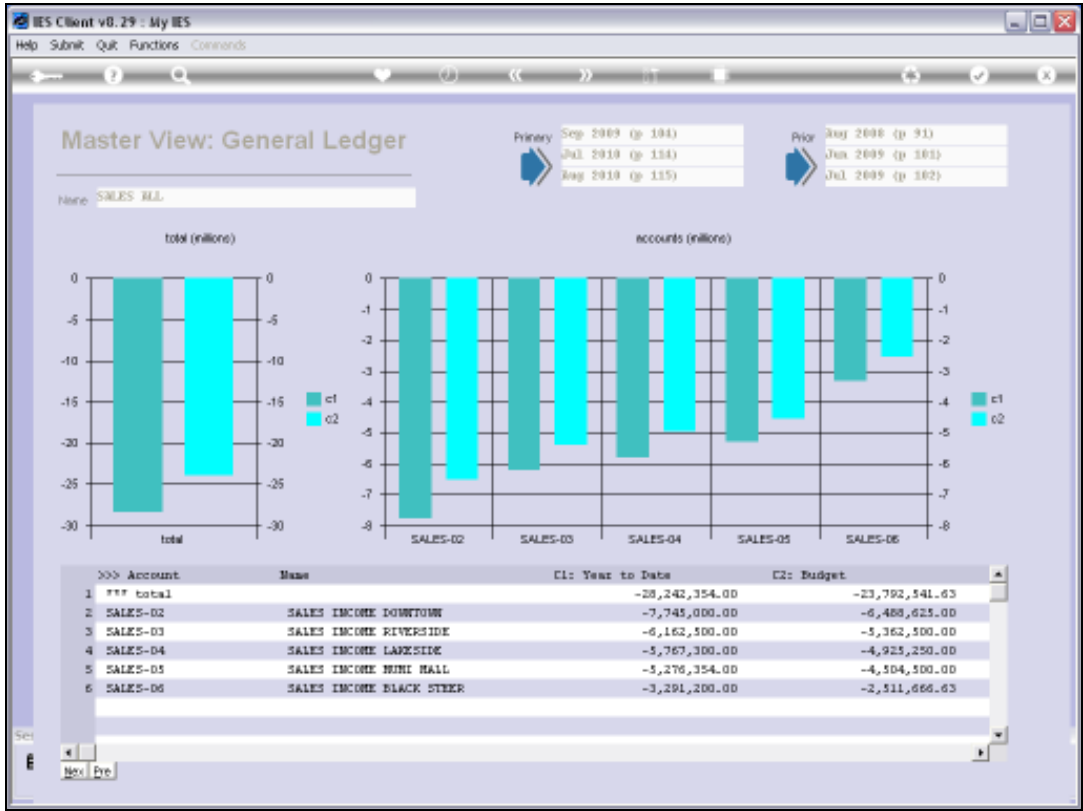 IES Client v8.29 : My IES
Help Submit Quit Functions Commands
Master View: General Ledger
Primary
Sep 2009 (p 104)
Jul 2010 (p 114)
Aug 2010 (p 115)
Prior
Aug 2008 (p 91)
Jun 2009 (p 101)
Jul 2009 (p 102)
Name SALES ALL
total (millions)
0 0
-5 -5
-10 -10
-15 -15
-20 -20
-25 -25
-30 -30
total
c1
c2
accounts (millions)
0 0
-1 -1
-2 -2
-3 -3
-4 -4
-5 -5
-6 -6
-7 -7
-8 -8
SALES-02 SALES-03 SALES-04 SALES-05 SALES-06
c1
c2
>>> Account Name C1: Year to Date C2: Budget
1 *** total -28,242,354.00 -23,792,541.63
2 SALES-02 SALES INCOME DOWNTOWN -7,745,000.00 -6,488,625.00
3 SALES-03 SALES INCOME RIVERSIDE -6,162,500.00 -5,362,500.00
4 SALES-04 SALES INCOME LAKESIDE -5,767,300.00 -4,925,250.00
5 SALES-05 SALES INCOME MUNI MALL -5,276,354.00 -4,504,500.00
6 SALES-06 SALES INCOME BLACK STEER -3,291,200.00 -2,511,666.63
Nex Pre